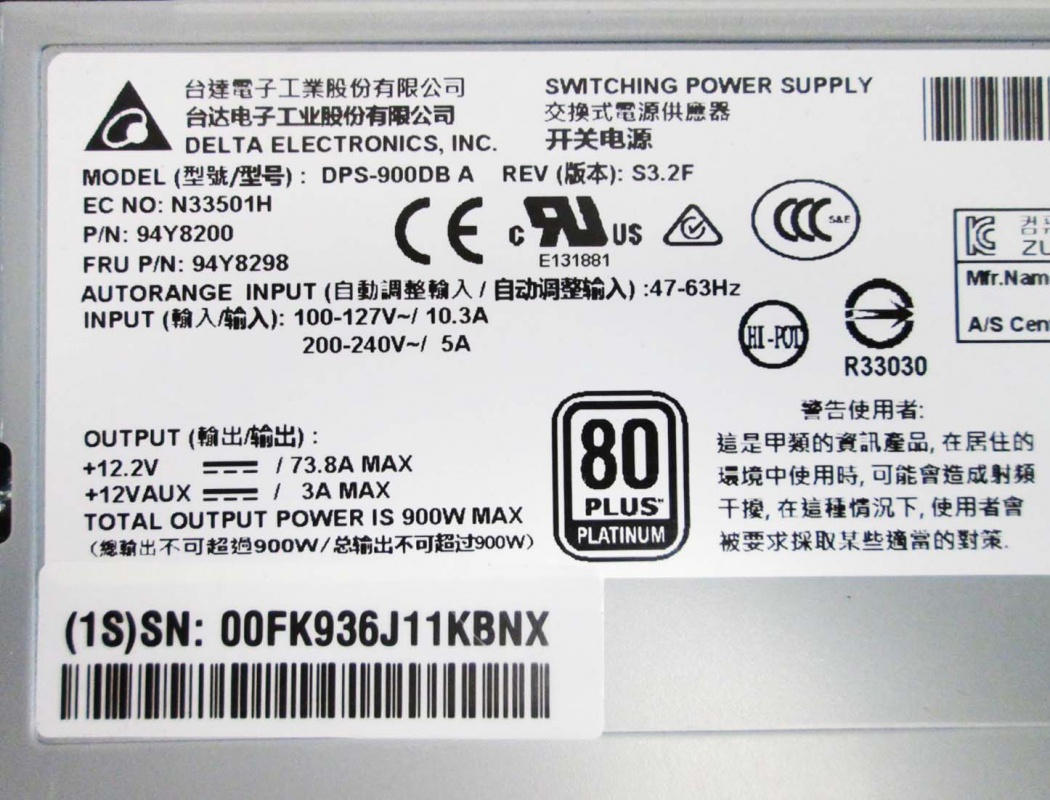 台達電子工業股份有限公司
台达电子工业股份有限公司
DELTA ELECTRONICS, INC.
SWITCHING POWER SUPPLY
交換式電源供應器
开关电源
MODEL (型號/型号) : DPS-900DB A REV (版本): S3.2F
EC NO: N33501H
P/N: 94Y8200
FRU P/N: 94Y8298
CE
c RU US
E131881
CCC S&E
AUTORANGE INPUT (自動調整輸入 / 自动调整输入) :47-63Hz
INPUT (輸入/输入): 100-127V~/ 10.3A
200-240V~/ 5A
HI-POT
R33030
KC
ZU
Mfr.Nam
A/S Cen
OUTPUT (輸出/输出) :
+12.2V / 73.8A MAX
+12VAUX / 3A MAX
TOTAL OUTPUT POWER IS 900W MAX
(總輸出不可超過900W/总输出不可超过900W)
80
PLUS™
PLATINUM
警告使用者:
這是甲類的資訊產品, 在居住的
環境中使用時, 可能會造成射頻
干擾, 在這種情況下, 使用者會
被要求採取某些適當的對策.
(1S)SN: 00FK936J11KBNX